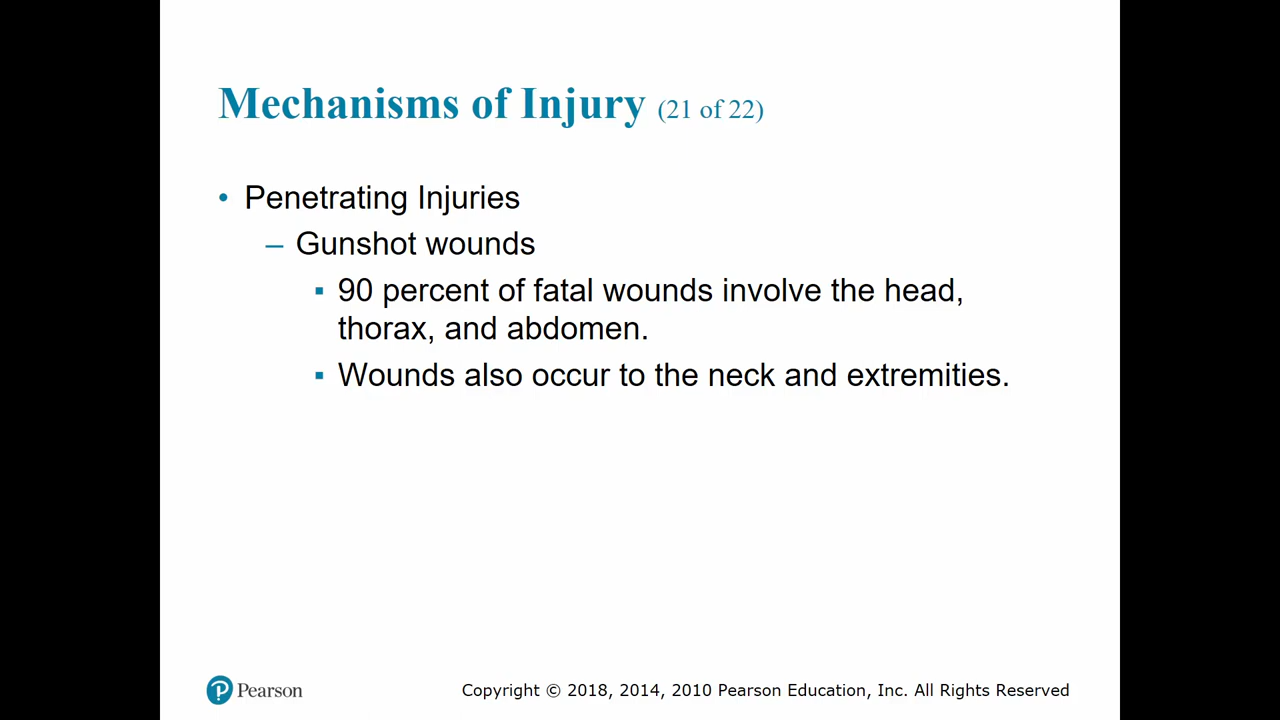 Mechanisms of Injury (21 of 22)
• Penetrating Injuries
– Gunshot wounds
▪ 90 percent of fatal wounds involve the head,
thorax, and abdomen.
▪ Wounds also occur to the neck and extremities.
Pearson
Copyright © 2018, 2014, 2010 Pearson Education, Inc. All Rights Reserved